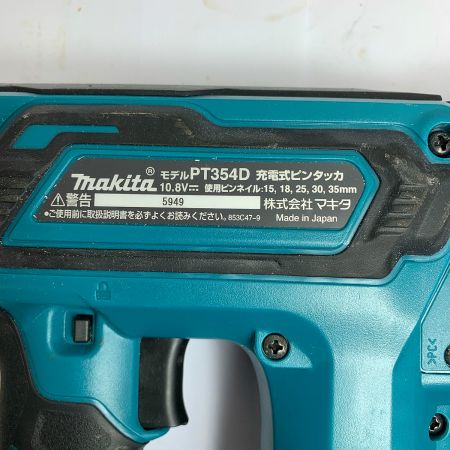 makita® モデルPT354D 充電式ピンタッカ
10.8V⎓ 使用ピンネイル:15, 18, 25, 30, 35mm
⚠警告 5949 株式会社 マキタ
●ご使用前に取扱説明書を必ずよくお読みください。 853C47-9 Made in Japan
>PC<